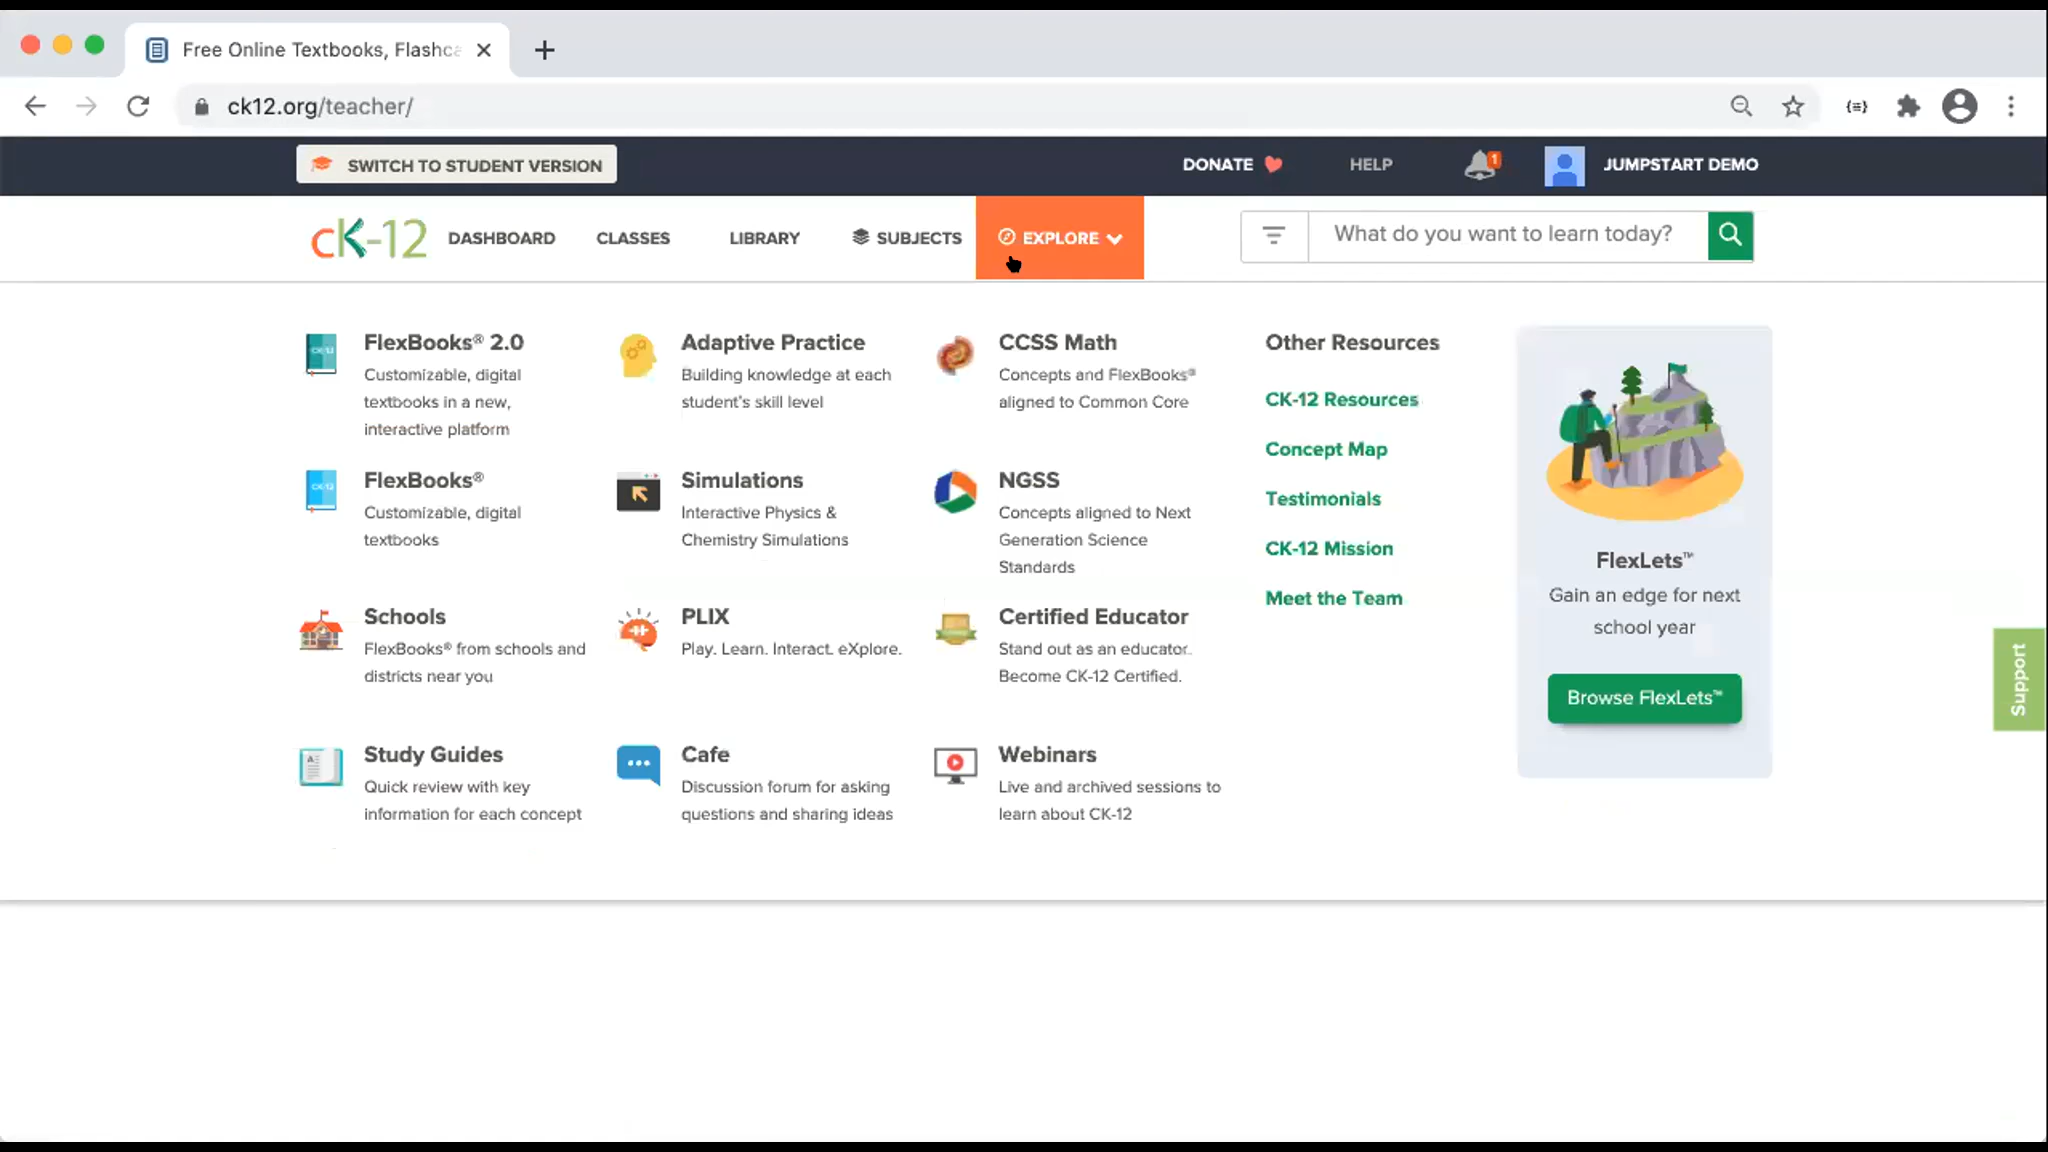 Free Online Textbooks, Flashca
ck12.org/teacher/
SWITCH TO STUDENT VERSION
DONATE
HELP
1
JUMPSTART DEMO
cK-12
DASHBOARD
CLASSES
LIBRARY
SUBJECTS
EXPLORE
What do you want to learn today?
FlexBooks® 2.0
Customizable, digital
textbooks in a new,
interactive platform
FlexBooks®
Customizable, digital
textbooks
Schools
FlexBooks® from schools and
districts near you
Study Guides
Quick review with key
information for each concept
Adaptive Practice
Building knowledge at each
student's skill level
Simulations
Interactive Physics &
Chemistry Simulations
PLIX
Play. Learn. Interact. eXplore.
Cafe
Discussion forum for asking
questions and sharing ideas
CCSS Math
Concepts and FlexBooks®
aligned to Common Core
NGSS
Concepts aligned to Next
Generation Science
Standards
Certified Educator
Stand out as an educator.
Become CK-12 Certified.
Webinars
Live and archived sessions to
learn about CK-12
Other Resources
CK-12 Resources
Concept Map
Testimonials
CK-12 Mission
Meet the Team
FlexLets™
Gain an edge for next
school year
Browse FlexLets™
Support